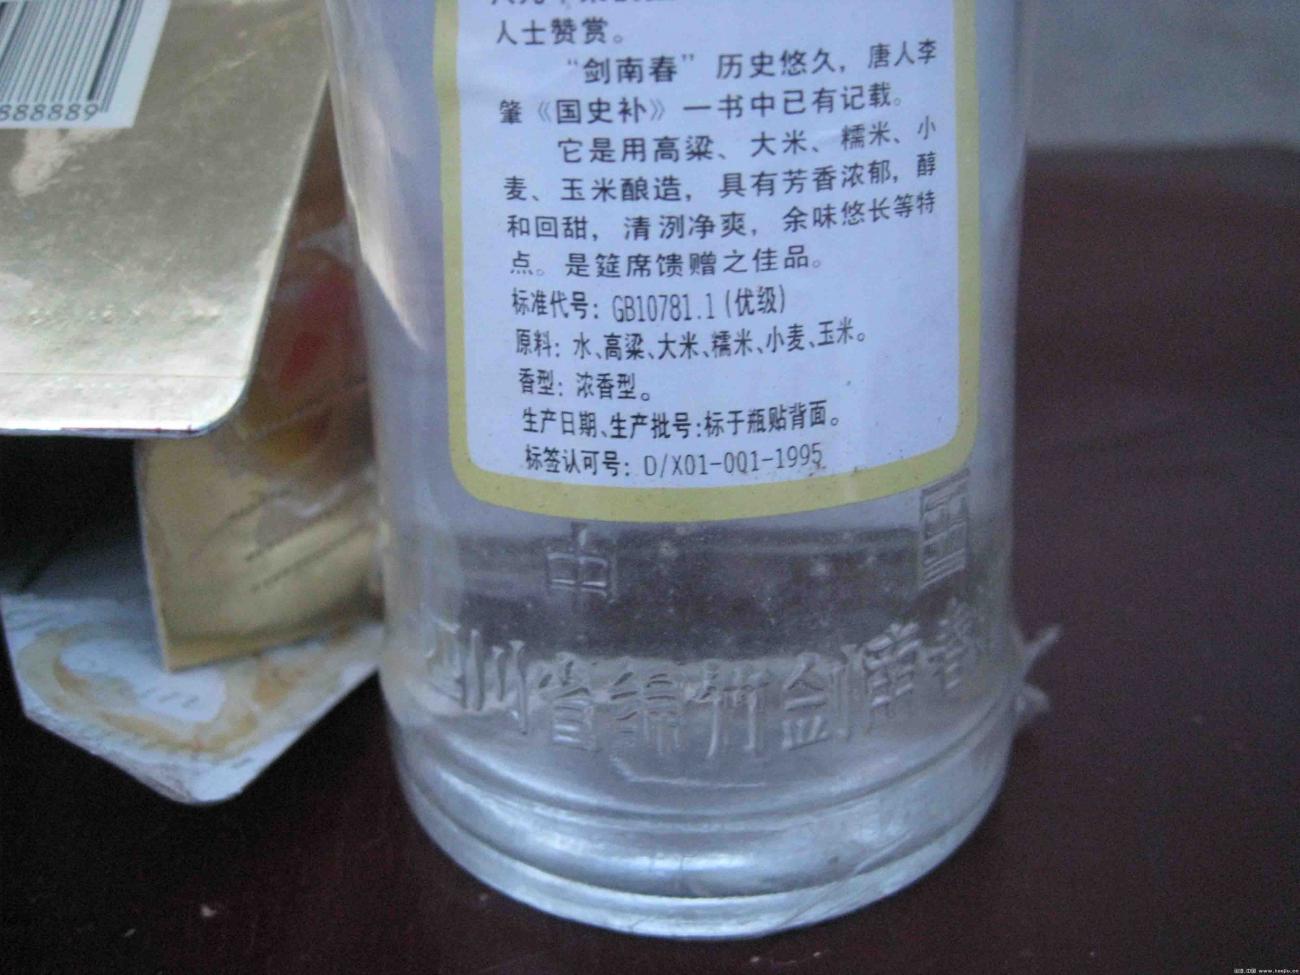 888889
人士赞赏。
“剑南春”历史悠久，唐人李
肇《国史补》一书中已有记载。
它是用高粱、大米、糯米、小
麦、玉米酿造，具有芳香浓郁，醇
和回甜，清洌净爽，余味悠长等特
点。是筵席馈赠之佳品。
标准代号：GB10781.1（优级）
原料：水、高粱、大米、糯米、小麦、玉米。
香型：浓香型。
生产日期、生产批号：标于瓶贴背面。
标签认可号：D/X01-001-1995
中国
四川省绵竹剑南春